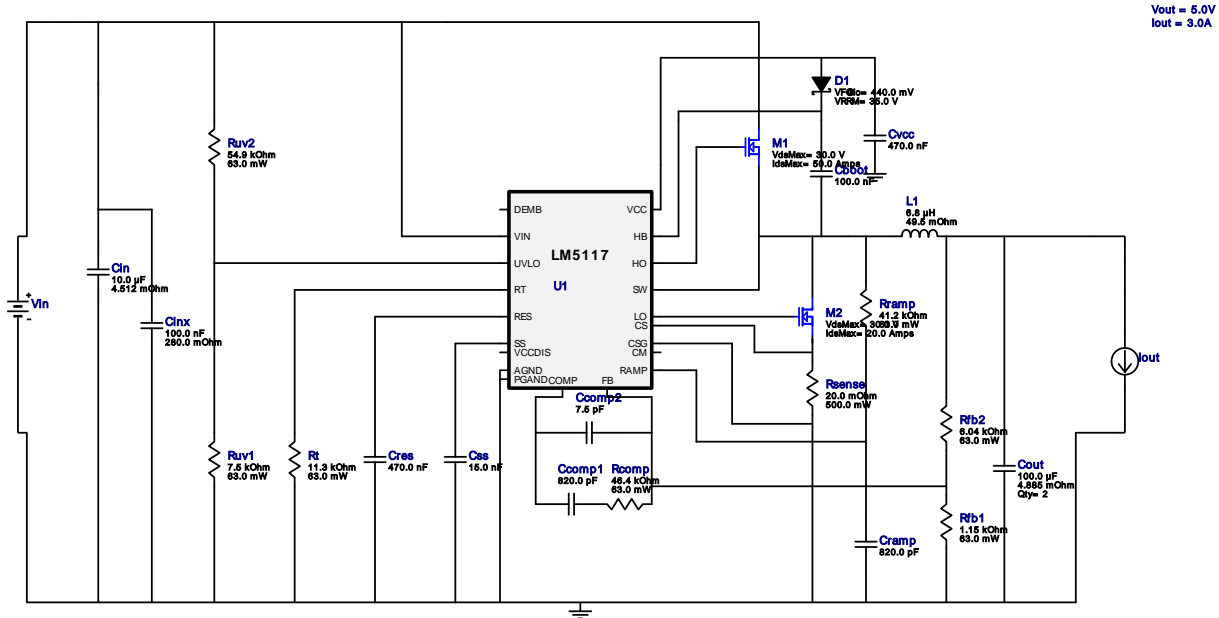 Vout = 5.0V
Iout = 3.0A
D1
VRRM= 35.0 V
Ruv2
54.9 kOhm
63.0 mW
M1
VdsMax= 30.0 V
IdsMax= 50.0 Amps
Cvcc
470.0 nF
Cboot
100.0 nF
L1
6.8 µH
49.5 mOhm
DEMB
VIN
UVLO
RT
RES
SS
VCCDIS
AGND
PGAND
COMP
FB
VCC
HB
HO
SW
LO
CS
CSG
CM
RAMP
LM5117
U1
Vin
+
-
Cin
10.0 µF
4.512 mOhm
Cinx
100.0 nF
280.0 mOhm
M2
IdsMax= 20.0 Amps
Rramp
41.2 kOhm
Iout
Rsense
20.0 mOhm
500.0 mW
Ccomp2
7.5 pF
Rfb2
6.04 kOhm
63.0 mW
Ruv1
7.5 kOhm
63.0 mW
Rt
11.3 kOhm
63.0 mW
Cres
470.0 nF
Css
15.0 nF
Ccomp1
820.0 pF
Rcomp
46.4 kOhm
63.0 mW
Cout
100.0 µF
4.885 mOhm
Qty= 2
Rfb1
1.15 kOhm
63.0 mW
Cramp
820.0 pF